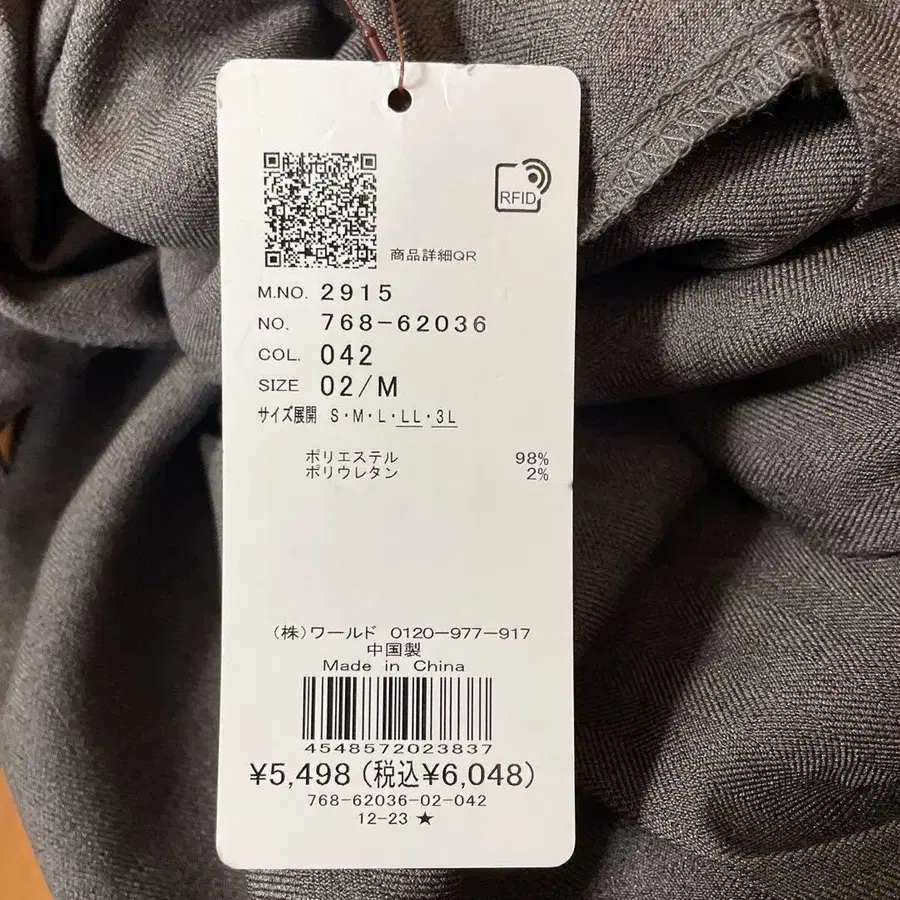 RFID
商品詳細QR
M.NO. 2915
NO. 768-62036
COL. 042
SIZE 02/M
サイズ展開 S・M・L・LL・3L
ポリエステル 98%
ポリウレタン 2%
(株)ワールド 0120-977-917
中国製
Made in China
4548572023837
¥5,498(税込¥6,048)
768-62036-02-042
12-23 ★